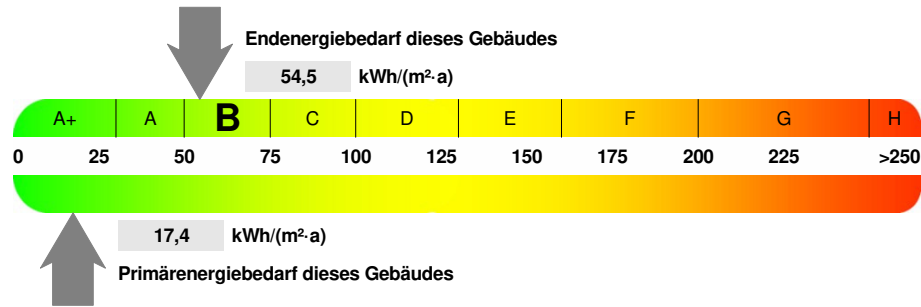 Endenergiebedarf dieses Gebäudes
54,5 kWh/(m²·a)
A+ A B C D E F G H
0 25 50 75 100 125 150 175 200 225 >250
17,4 kWh/(m²·a)
Primärenergiebedarf dieses Gebäudes